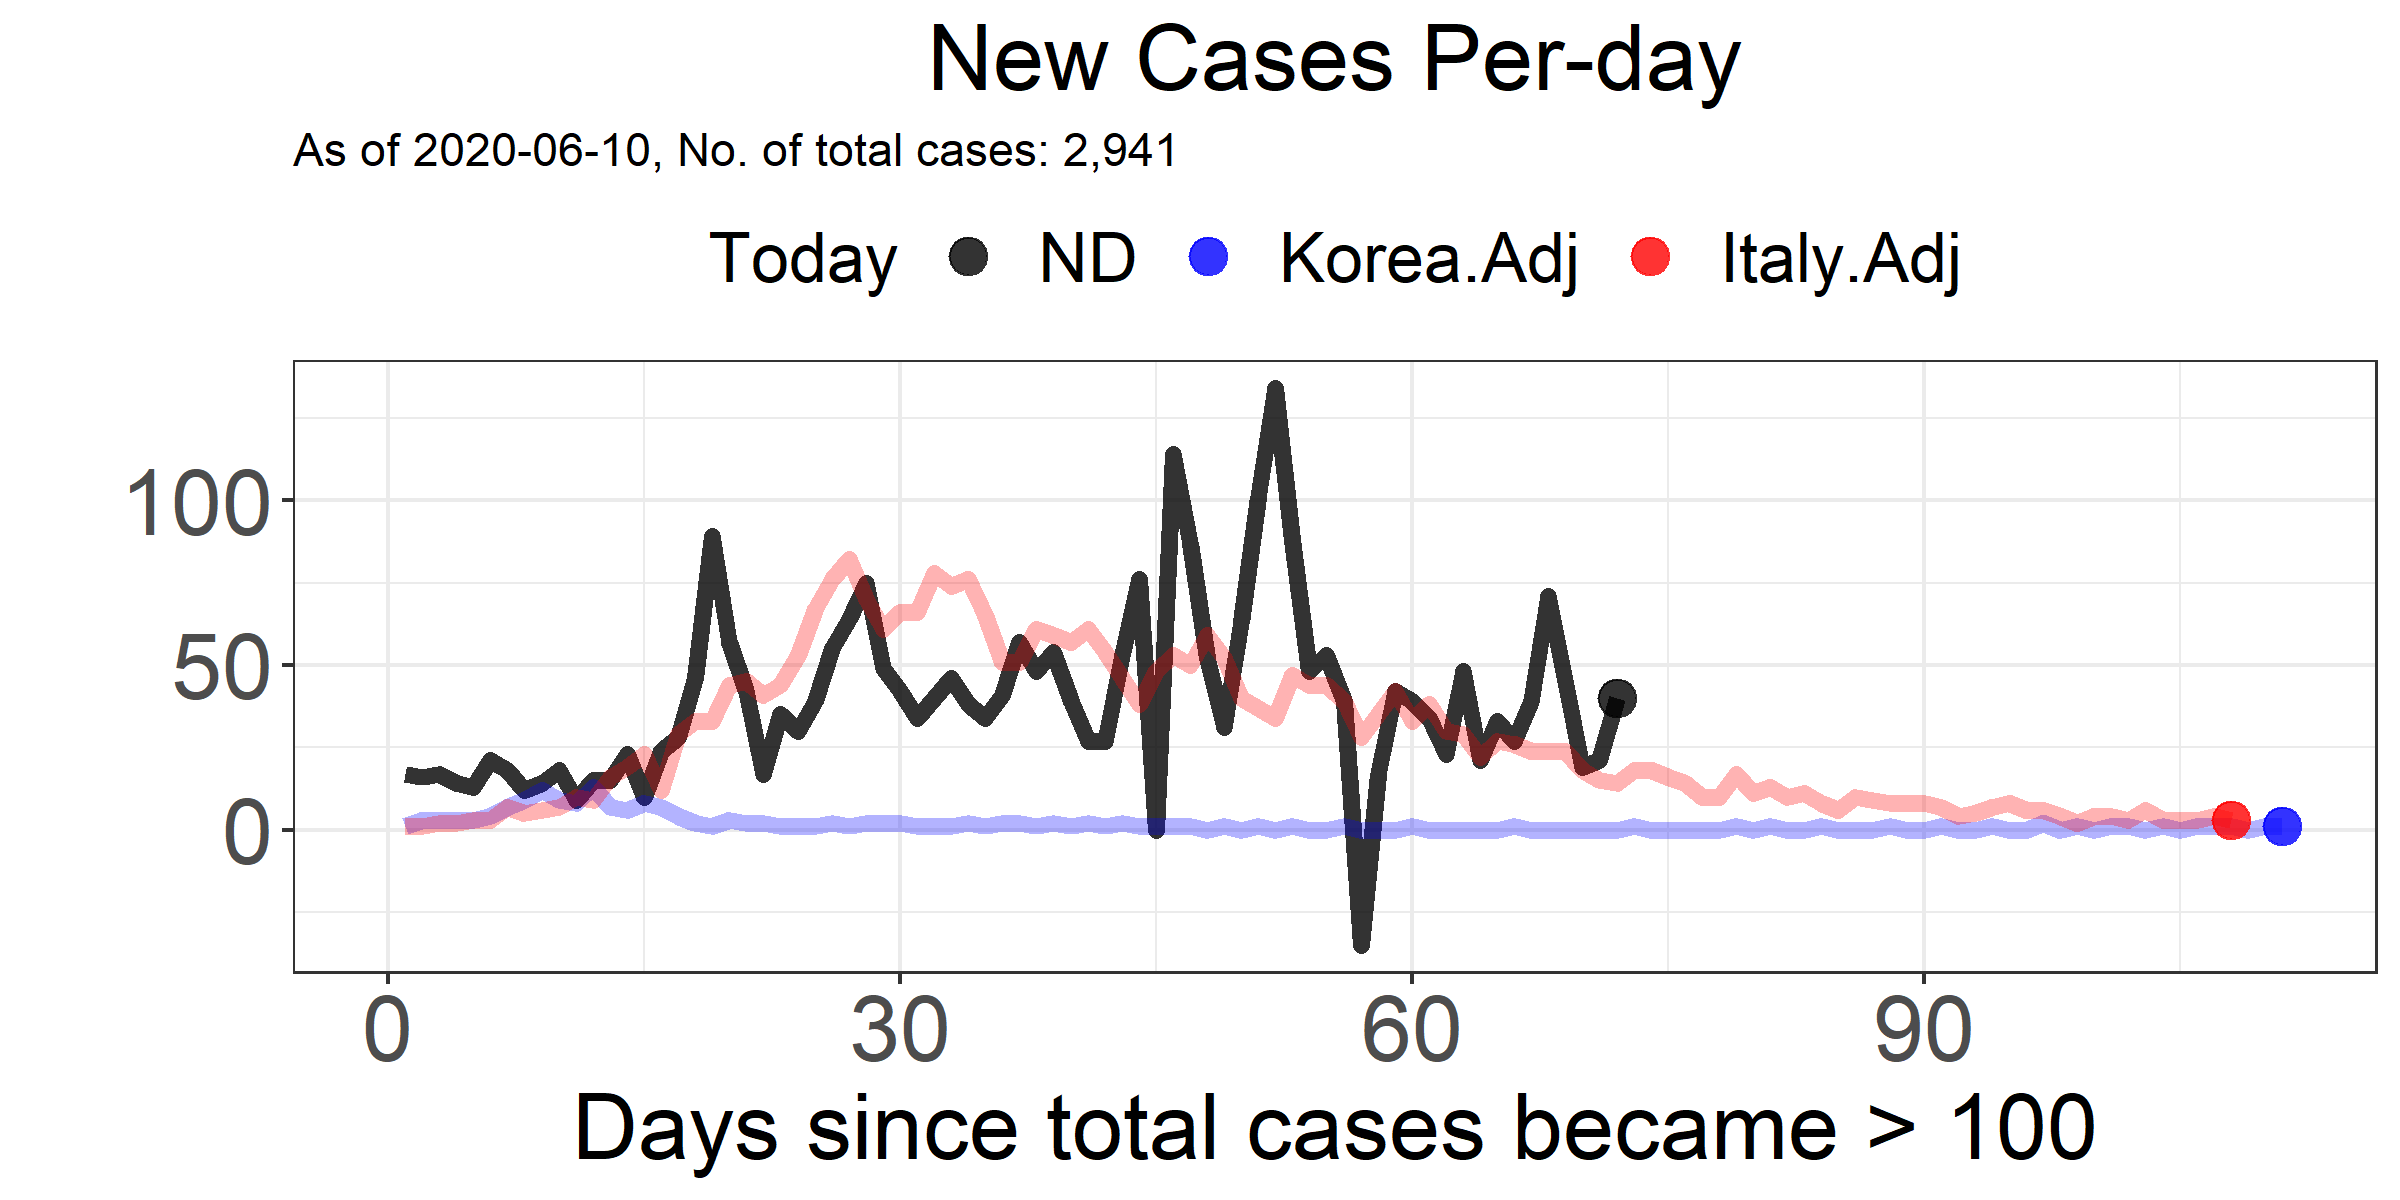 New Cases Per-day
As of 2020-06-10, No. of total cases: 2,941
Today ND Korea.Adj Italy.Adj
100
50
0
0 30 60 90
Days since total cases became > 100